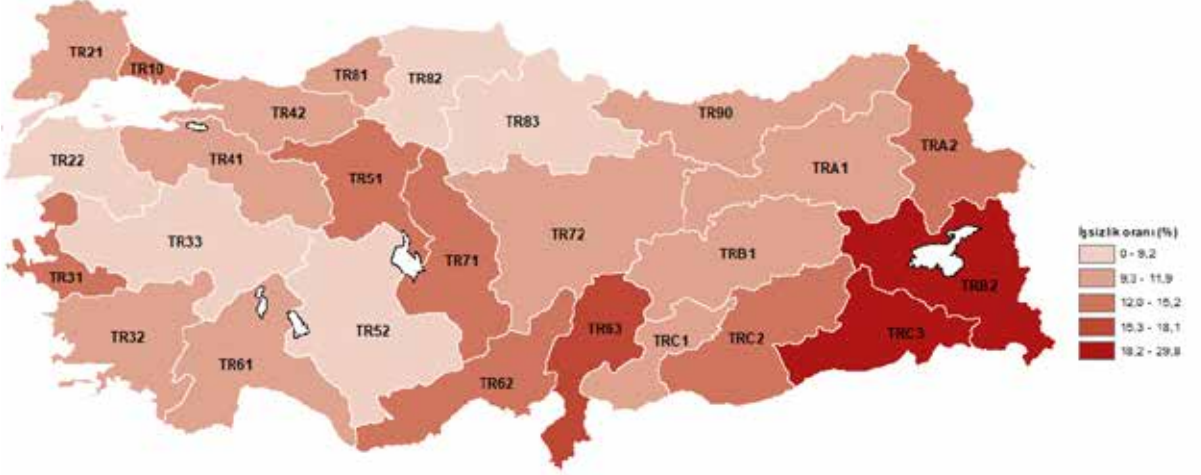 TR21
TR10
TR81
TR82
TR42
TR83
TR90
TR22
TR41
TR51
TRA2
TRA1
TR33
TR72
TR71
TRB1
TR31
TRB2
TR32
TR52
TR63
TRC1
TRC2
TRC3
TR61
TR62
İşsizlik oranı (%)
0 - 9,2
9,3 - 11,9
12,0 - 15,2
15,3 - 18,1
18,2 - 29,8